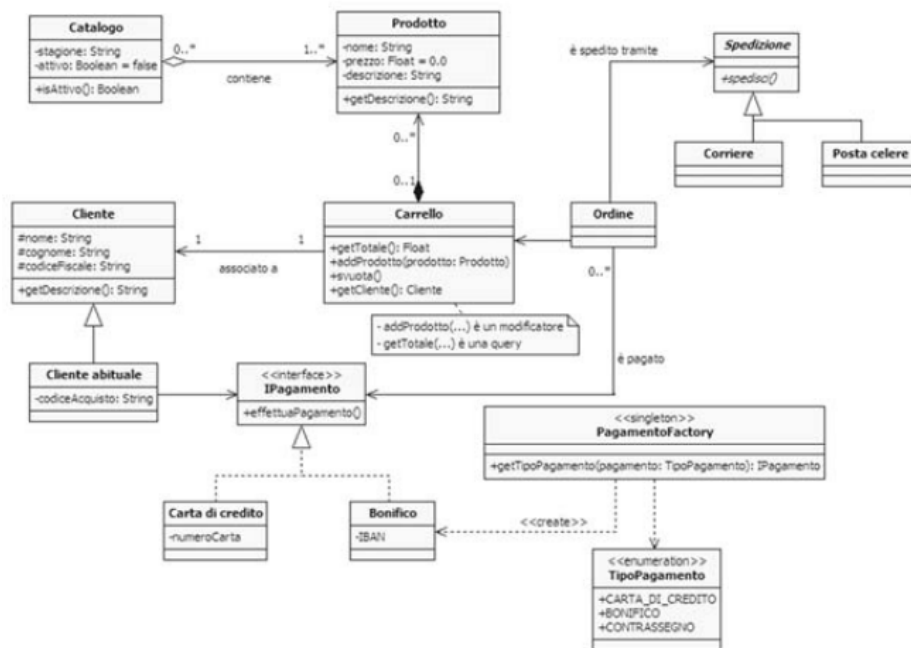 Catalogo
-stagione: String
-attivo: Boolean = false
+isAttivo(): Boolean
0..*
1..*
contiene
Prodotto
-nome: String
-prezzo: Float = 0.0
-descrizione: String
+getDescrizione(): String
è spedito tramite
Spedizione
+spedisci()
Corriere
Posta celere
0..*
0..1
Cliente
#nome: String
#cognome: String
#codiceFiscale: String
+getDescrizione(): String
1
1
associato a
Carrello
+getTotale(): Float
+addProdotto(prodotto: Prodotto)
+svuota()
+getCliente(): Cliente
Ordine
0..*
- addProdotto(...) è un modificatore
- getTotale(...) è una query
è pagato
Cliente abituale
-codiceAcquisto: String
<<interface>>
IPagamento
+effettuaPagamento()
<<singleton>>
PagamentoFactory
+getTipoPagamento(pagamento: TipoPagamento): IPagamento
Carta di credito
-numeroCarta
Bonifico
-IBAN
<<create>>
<<enumeration>>
TipoPagamento
+CARTA_DI_CREDITO
+BONIFICO
+CONTRASSEGNO